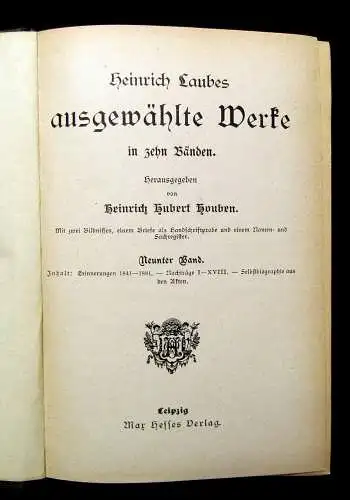 Heinrich Laubes
ausgewählte Werke
in zehn Bänden.
Herausgegeben
von
Heinrich Hubert Houben.
Mit zwei Bildnissen, einem Briefe als Handschriftprobe und einem Namen- und
Sachregister.
Neunter Band.
Inhalt: Erinnerungen 1841—1881. — Nachträge I—XVIII. — Selbstbiographie aus
den Akten.
Leipzig
Max Hesses Verlag.